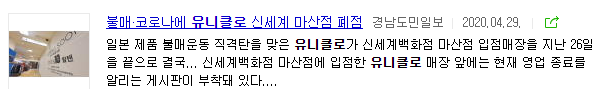 불매·코로나에 유니클로 신세계 마산점 폐점 경남도민일보 2020.04.29.
일본 제품 불매운동 직격탄을 맞은 유니클로가 신세계백화점 마산점 입점매장을 지난 26일
을 끝으로 결국... 신세계백화점 마산점에 입점한 유니클로 매장 앞에는 현재 영업 종료를
알리는 게시판이 부착돼 있다....